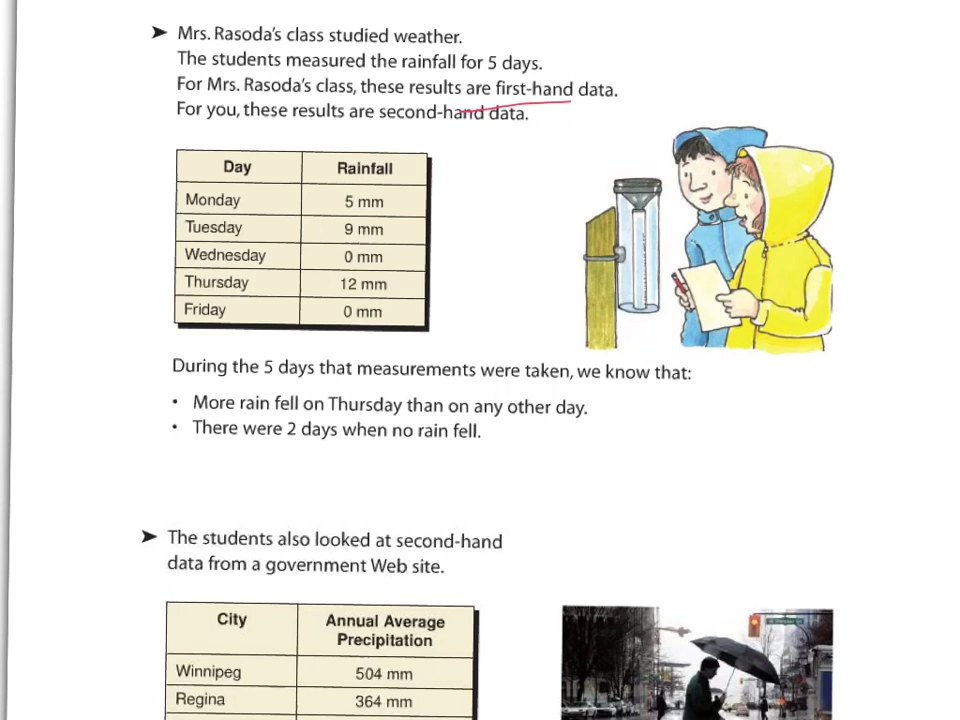 ➤ Mrs. Rasoda's class studied weather.
The students measured the rainfall for 5 days.
For Mrs. Rasoda's class, these results are first-hand data.
For you, these results are second-hand data.
Day Rainfall
Monday 5 mm
Tuesday 9 mm
Wednesday 0 mm
Thursday 12 mm
Friday 0 mm
During the 5 days that measurements were taken, we know that:
• More rain fell on Thursday than on any other day.
• There were 2 days when no rain fell.
➤ The students also looked at second-hand
data from a government Web site.
City Annual Average
Precipitation
Winnipeg 504 mm
Regina 364 mm